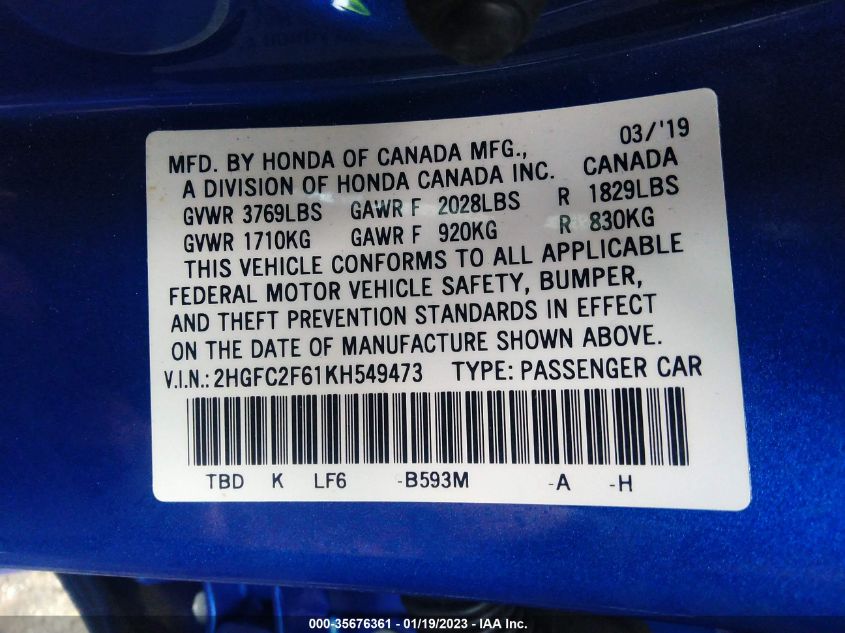 03/'19
MFD. BY HONDA OF CANADA MFG.,
A DIVISION OF HONDA CANADA INC. CANADA
GVWR 3769LBS GAWR F 2028LBS R 1829LBS
GVWR 1710KG GAWR F 920KG R 830KG
THIS VEHICLE CONFORMS TO ALL APPLICABLE
FEDERAL MOTOR VEHICLE SAFETY, BUMPER,
AND THEFT PREVENTION STANDARDS IN EFFECT
ON THE DATE OF MANUFACTURE SHOWN ABOVE.
V.I.N.: 2HGFC2F61KH549473 TYPE: PASSENGER CAR
TBD K LF6 -B593M -A -H
000-35676361 - 01/19/2023 - IAA Inc.